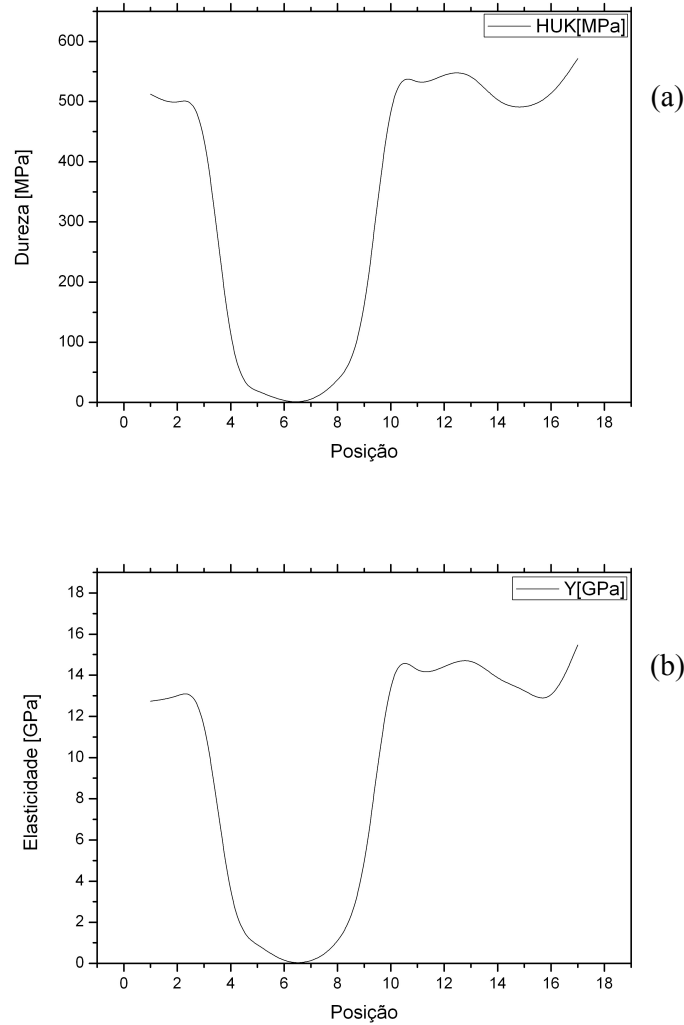 HUK[MPa]
(a)
600
500
400
300
200
100
0
Dureza [MPa]
0 2 4 6 8 10 12 14 16 18
Posição
Y[GPa]
(b)
18
16
14
12
10
8
6
4
2
0
Elasticidade [GPa]
0 2 4 6 8 10 12 14 16 18
Posição